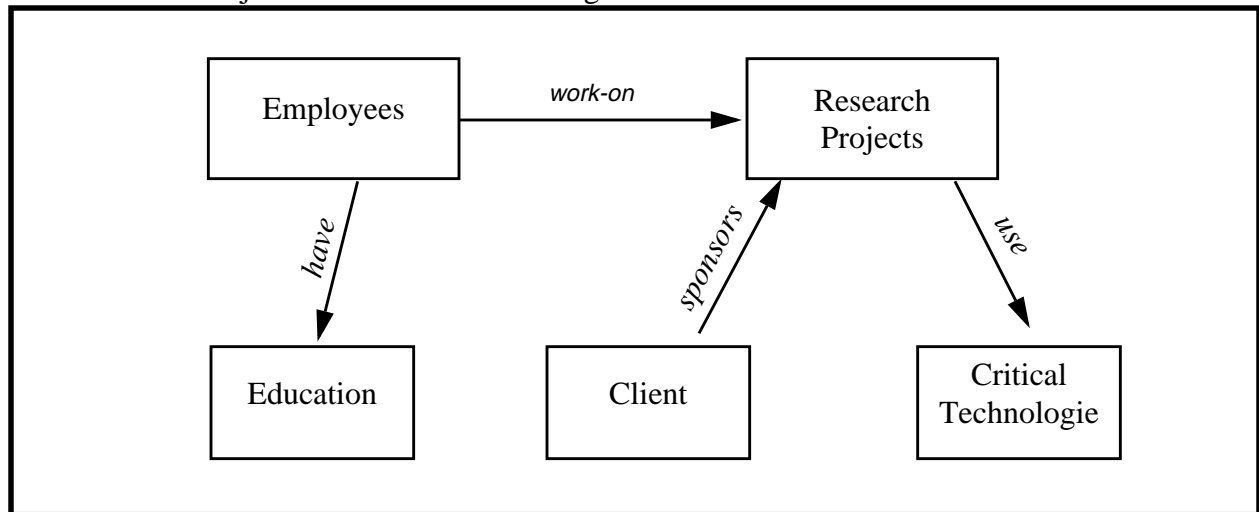 Employees
work-on
Research
Projects
have
sponsors
use
Education
Client
Critical
Technologie